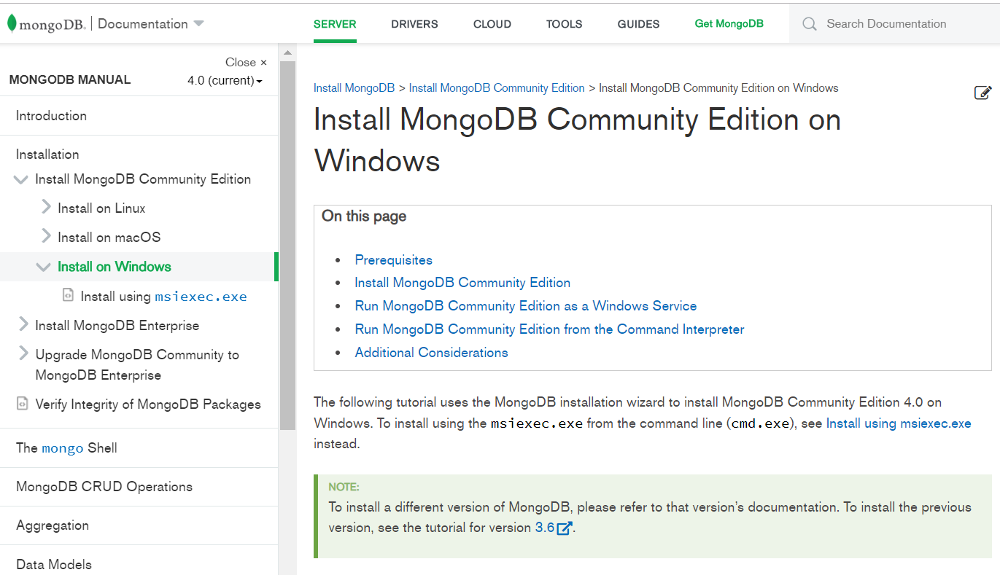 mongoDB. Documentation
SERVER DRIVERS CLOUD TOOLS GUIDES Get MongoDB Search Documentation
Close ×
MONGODB MANUAL 4.0 (current)
Introduction
Installation
Install MongoDB Community Edition
Install on Linux
Install on macOS
Install on Windows
Install using msiexec.exe
Install MongoDB Enterprise
Upgrade MongoDB Community to
MongoDB Enterprise
Verify Integrity of MongoDB Packages
The mongo Shell
MongoDB CRUD Operations
Aggregation
Data Models
Install MongoDB > Install MongoDB Community Edition > Install MongoDB Community Edition on Windows
Install MongoDB Community Edition on
Windows
On this page
• Prerequisites
• Install MongoDB Community Edition
• Run MongoDB Community Edition as a Windows Service
• Run MongoDB Community Edition from the Command Interpreter
• Additional Considerations
The following tutorial uses the MongoDB installation wizard to install MongoDB Community Edition 4.0 on
Windows. To install using the msiexec.exe from the command line (cmd.exe), see Install using msiexec.exe
instead.
NOTE:
To install a different version of MongoDB, please refer to that version’s documentation. To install the previous
version, see the tutorial for version 3.6.